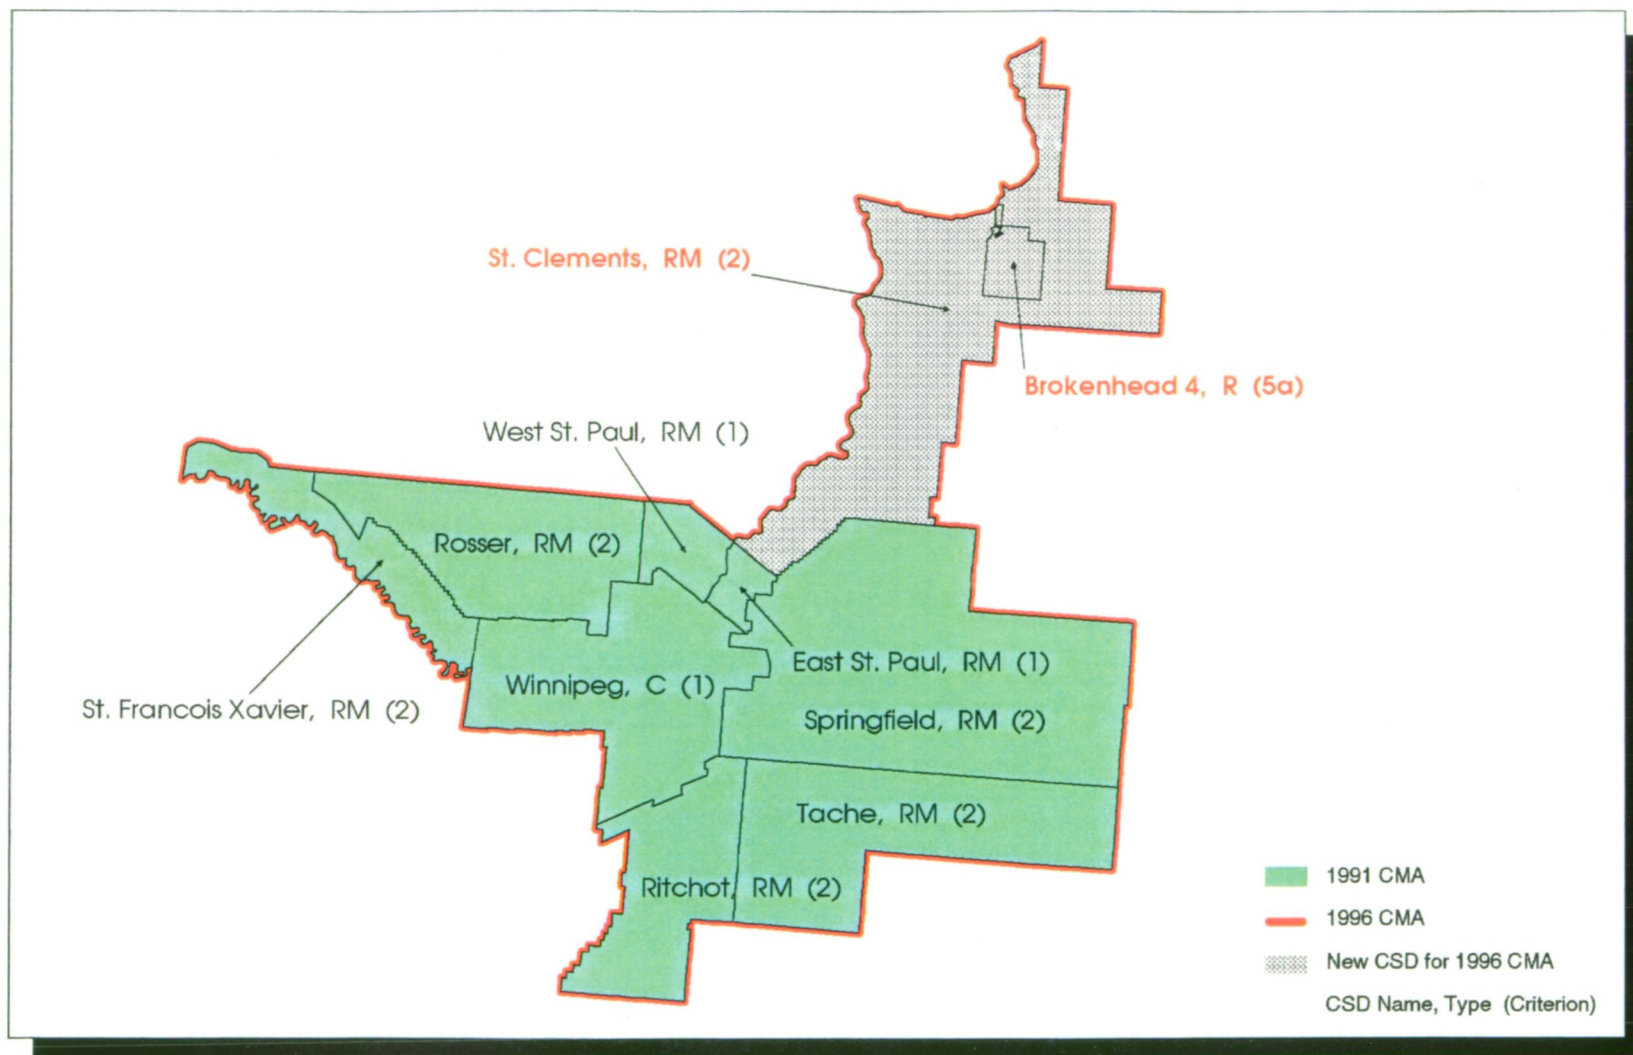 St. Clements, RM (2)
Brokenhead 4, R (5a)
West St. Paul, RM (1)
Rosser, RM (2)
East St. Paul, RM (1)
Winnipeg, C (1)
St. Francois Xavier, RM (2)
Springfield, RM (2)
Tache, RM (2)
Ritchot, RM (2)
1991 CMA
1996 CMA
New CSD for 1996 CMA
CSD Name, Type (Criterion)